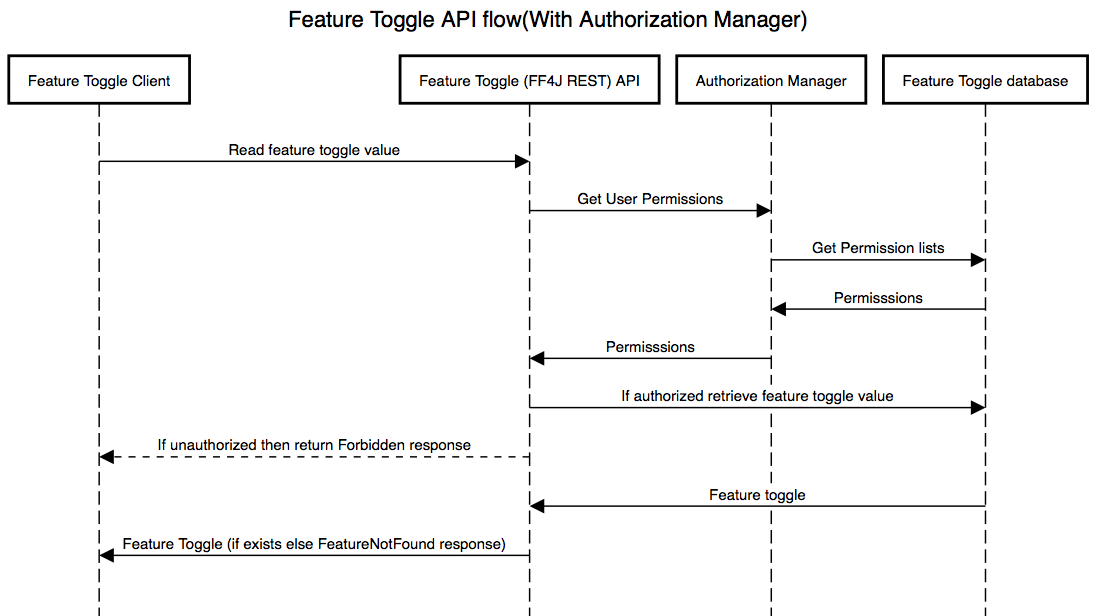 Feature Toggle API flow(With Authorization Manager)
Feature Toggle Client
Feature Toggle (FF4J REST) API
Authorization Manager
Feature Toggle database
Read feature toggle value
Get User Permissions
Get Permission lists
Permisssions
Permisssions
If authorized retrieve feature toggle value
If unauthorized then return Forbidden response
Feature toggle
Feature Toggle (if exists else FeatureNotFound response)